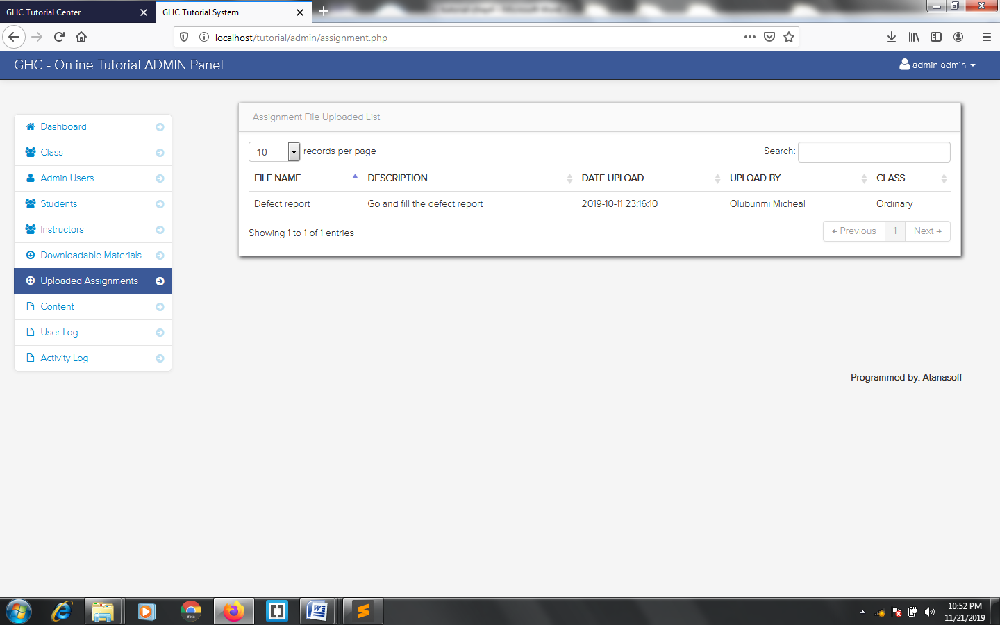 GHC Tutorial Center
GHC Tutorial System
localhost/tutorial/admin/assignment.php
GHC - Online Tutorial ADMIN Panel
admin admin
Dashboard
Class
Admin Users
Students
Instructors
Downloadable Materials
Uploaded Assignments
Content
User Log
Activity Log
Assignment File Uploaded List
10 records per page
Search:
FILE NAME DESCRIPTION DATE UPLOAD UPLOAD BY CLASS
Defect report Go and fill the defect report 2019-10-11 23:16:10 Olubunmi Micheal Ordinary
Showing 1 to 1 of 1 entries
← Previous 1 Next →
Programmed by: Atanasoff
Beta
10:52 PM
11/21/2019